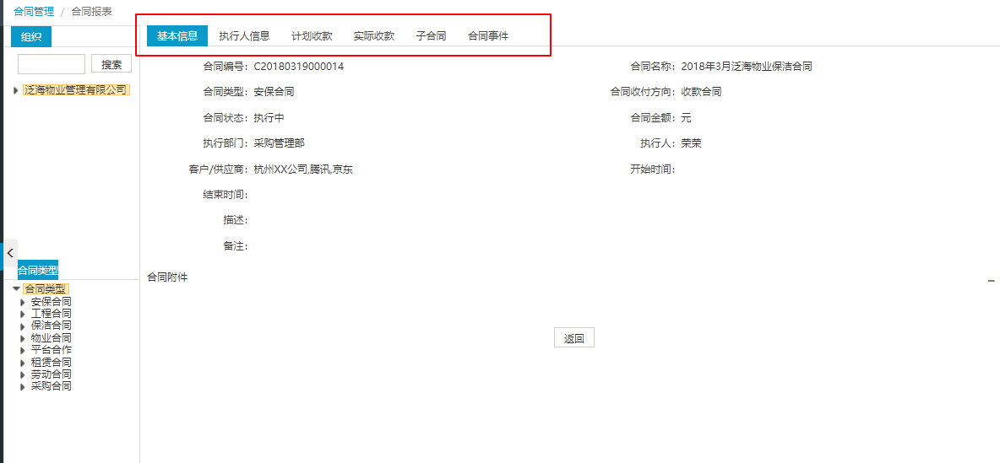 合同管理 / 合同报表
组织
搜索
泛海物业管理有限公司
合同类型
合同类型
安保合同
工程合同
保洁合同
物业合同
平台合作
租赁合同
劳动合同
采购合同
基本信息 执行人信息 计划收款 实际收款 子合同 合同事件
合同编号: C20180319000014 合同名称: 2018年3月泛海物业保洁合同
合同类型: 安保合同 合同收付方向: 收款合同
合同状态: 执行中 合同金额: 元
执行部门: 采购管理部 执行人: 荣荣
客户/供应商: 杭州XX公司,腾讯,京东 开始时间:
结束时间:
描述:
备注:
合同附件
返回